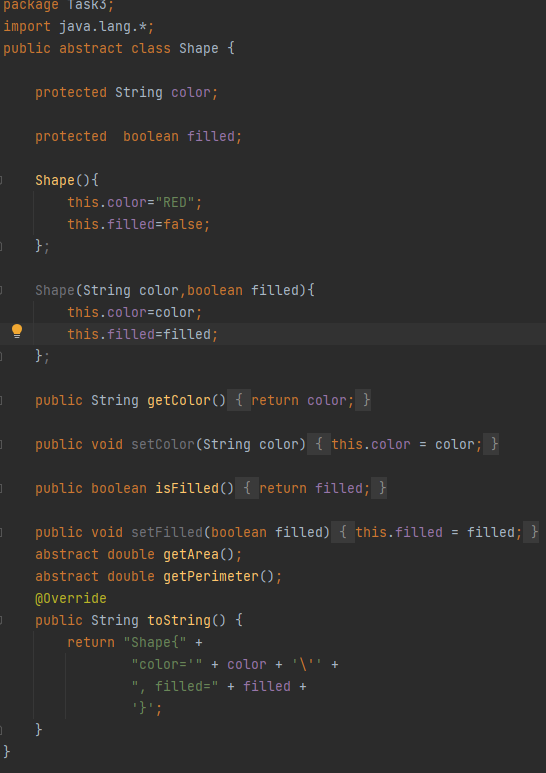 package Task3;
import java.lang.*;
public abstract class Shape {
protected String color;
protected  boolean filled;
Shape(){
this.color="RED";
this.filled=false;
};
Shape(String color,boolean filled){
this.color=color;
this.filled=filled;
};
public String getColor() { return color; }
public void setColor(String color) { this.color = color; }
public boolean isFilled() { return filled; }
public void setFilled(boolean filled) { this.filled = filled; }
abstract double getArea();
abstract double getPerimeter();
@Override
public String toString() {
return "Shape{" +
"color='" + color + '\'' +
", filled=" + filled +
'}';
}
}